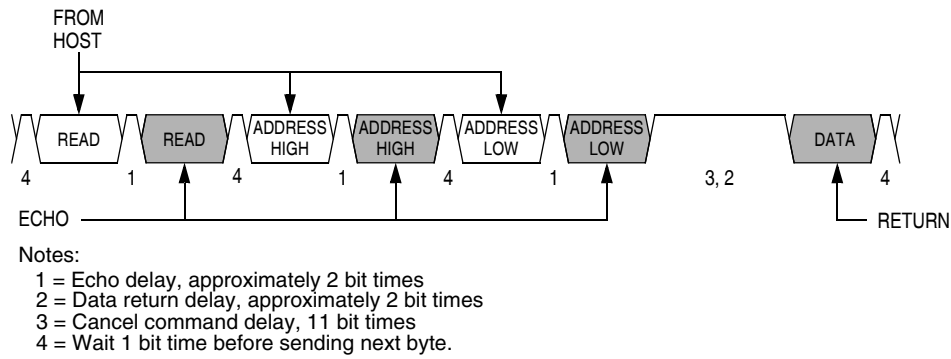 FROM
HOST
READ
READ
ADDRESS
HIGH
ADDRESS
HIGH
ADDRESS
LOW
ADDRESS
LOW
DATA
4
1
4
1
4
1
3, 2
4
ECHO
RETURN
Notes:
1 = Echo delay, approximately 2 bit times
2 = Data return delay, approximately 2 bit times
3 = Cancel command delay, 11 bit times
4 = Wait 1 bit time before sending next byte.